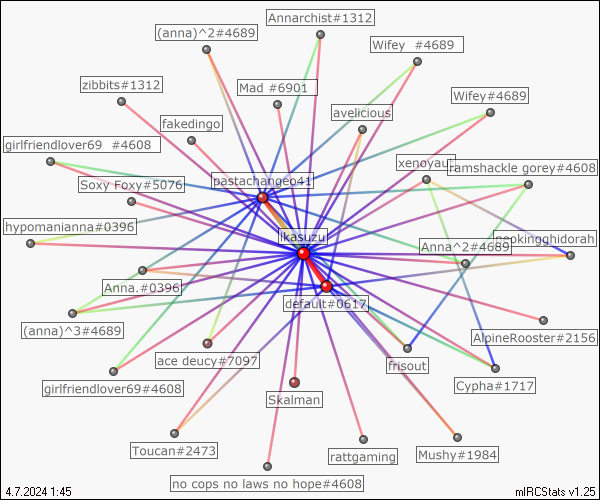 Annarchist#1312
(anna)^2#4689
Wifey  #4689
zibbits#1312
Mad #6901
Wifey#4689
avelicious
fakedingo
girlfriendlover69  #4608
xenoyaut
ramshackle gorey#4608
pastachangeo41
Soxy Foxy#5076
hypomanianna#0396
ikasuzu
Anna^2#4689
neokingghidorah
Anna.#0396
default#0617
(anna)^3#4689
AlpineRooster#2156
ace deucy#7097
frisout
girlfriendlover69#4608
Cypha#1717
Skalman
Toucan#2473
rattgaming
Mushy#1984
no cops no laws no hope#4608
4.7.2024 1:45
mIRCStats v1.25